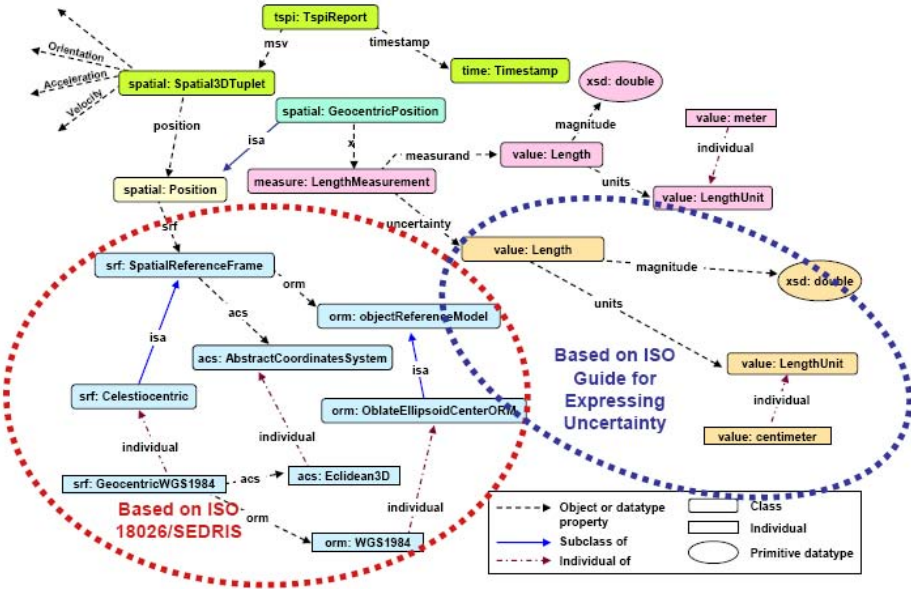 tspi: TspiReport
msv
timestamp
Orientation
Acceleration
Velocity
spatial: Spatial3DTuplet
time: Timestamp
xsd: double
spatial: GeocentricPosition
value: meter
position
isa
x
magnitude
individual
measurand
value: Length
spatial: Position
measure: LengthMeasurement
units
value: LengthUnit
srf
uncertainty
value: Length
srf: SpatialReferenceFrame
magnitude
xsd: double
orm
acs
units
orm: objectReferenceModel
isa
acs: AbstractCoordinatesSystem
isa
Based on ISO
Guide for
Expressing
Uncertainty
value: LengthUnit
srf: Celestiocentric
orm: OblateEllipsoidCenterORM
individual
individual
individual
value: centimeter
srf: GeocentricWGS1984
acs
acs: Eclidean3D
individual
Based on ISO
18026/SEDRIS
orm
orm: WGS1984
Object or datatype
property
Subclass of
Individual of
Class
Individual
Primitive datatype